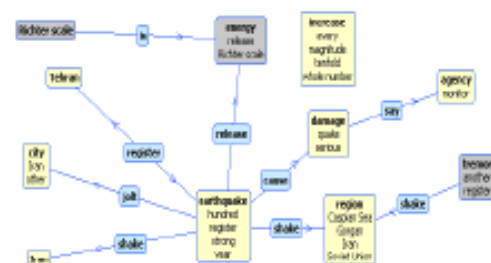 Richter scale
is
energy
release
Richter scale
increase
every
magnitude
tenfold
whole number
Tehran
agency
monitor
say
damage
quake
serious
register
release
cause
city
Iran
other
jolt
earthquake
hundred
register
strong
year
shake
shake
region
Caspian Sea
Gorgan
Iran
Soviet Union
shake
tremor
another
register
Iran